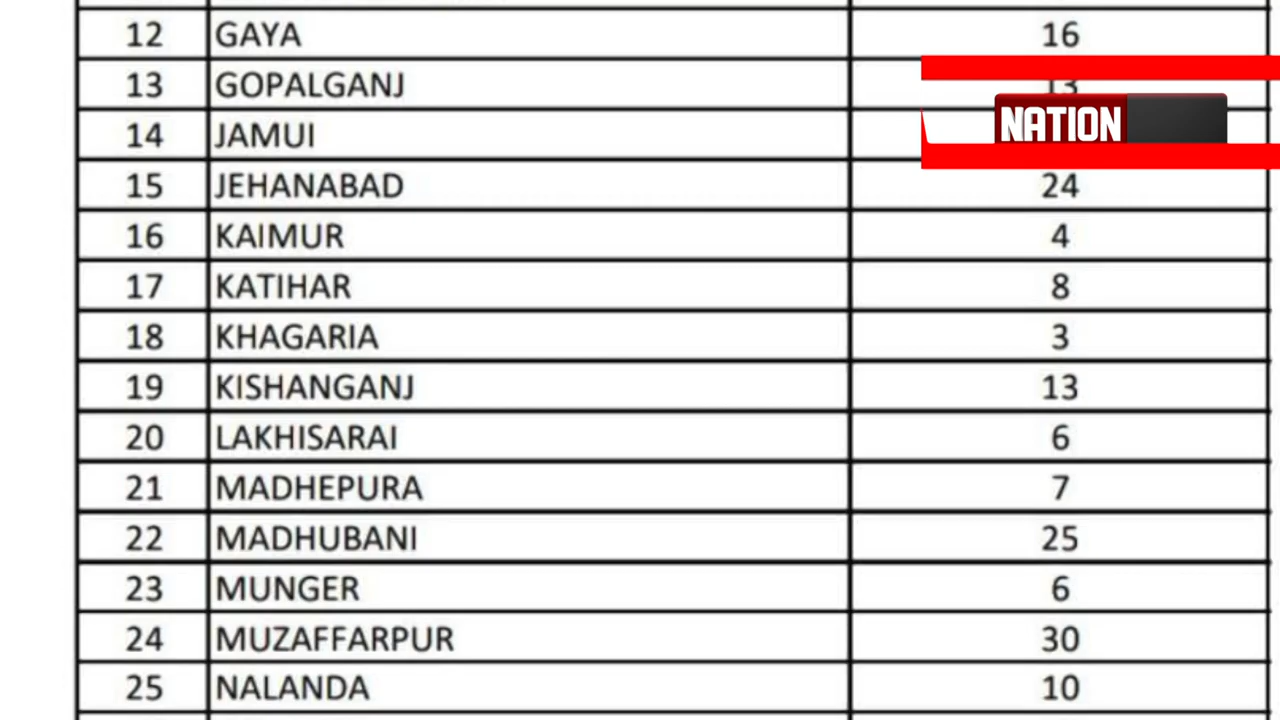 12 GAYA 16
13 GOPALGANJ 13
NATION
14 JAMUI
15 JEHANABAD 24
16 KAIMUR 4
17 KATIHAR 8
18 KHAGARIA 3
19 KISHANGANJ 13
20 LAKHISARAI 6
21 MADHEPURA 7
22 MADHUBANI 25
23 MUNGER 6
24 MUZAFFARPUR 30
25 NALANDA 10